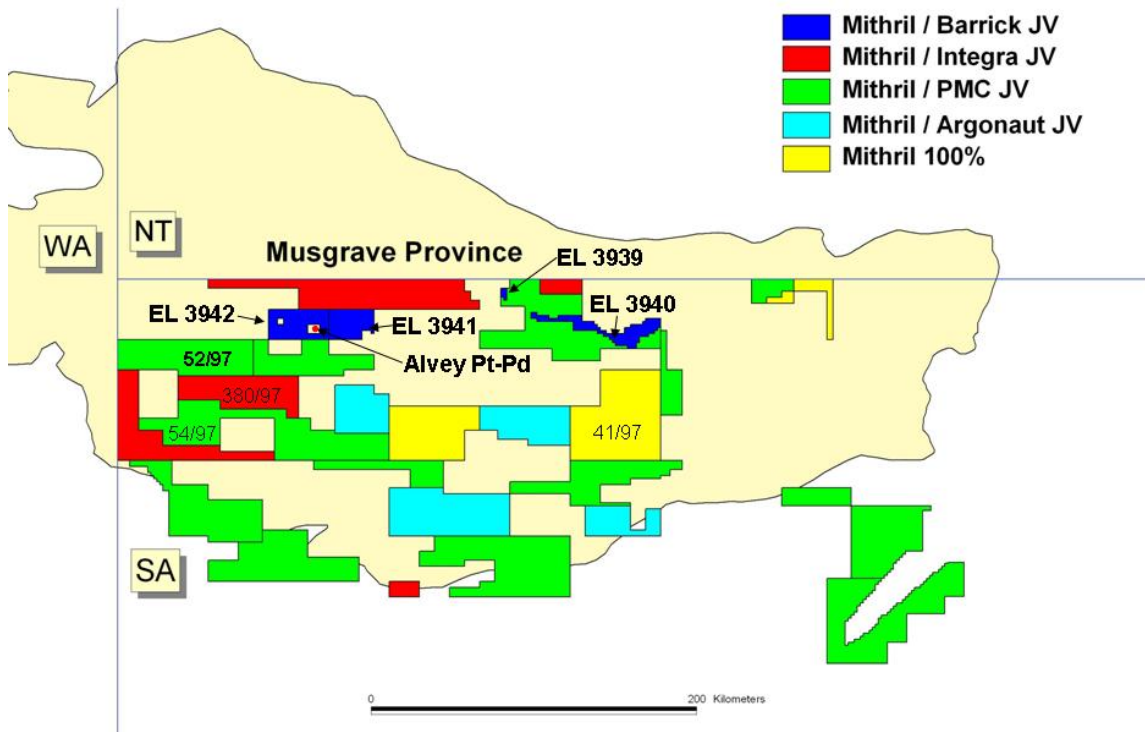 Mithril / Barrick JV
Mithril / Integra JV
Mithril / PMC JV
Mithril / Argonaut JV
Mithril 100%
NT
WA
Musgrave Province
EL 3939
EL 3942
EL 3940
EL 3941
Alvey Pt-Pd
52/97
380/97
54/97
41/97
SA
0
200 Kilometers